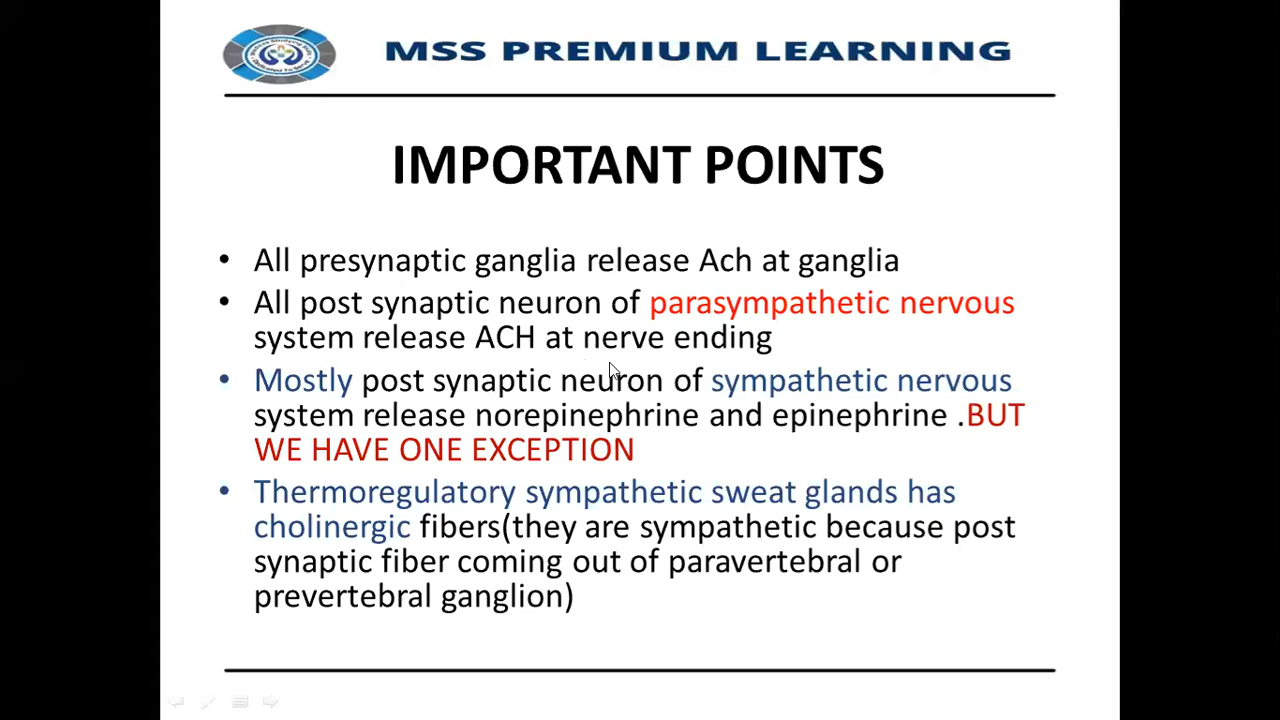 MSS PREMIUM LEARNING
IMPORTANT POINTS
• All presynaptic ganglia release Ach at ganglia
• All post synaptic neuron of parasympathetic nervous
system release ACH at nerve ending
• Mostly post synaptic neuron of sympathetic nervous
system release norepinephrine and epinephrine .BUT
WE HAVE ONE EXCEPTION
• Thermoregulatory sympathetic sweat glands has
cholinergic fibers(they are sympathetic because post
synaptic fiber coming out of paravertebral or
prevertebral ganglion)